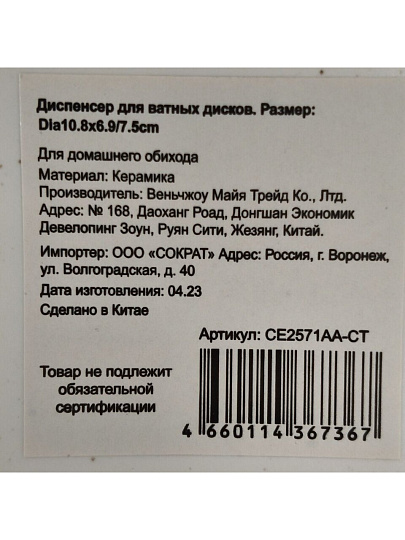 Диспенсер для ватных дисков. Размер:
Dia10.8x6.9/7.5cm
Для домашнего обихода
Материал: Керамика
Производитель: Веньчжоу Майя Трейд Ко., Лтд.
Адрес: № 168, Даоханг Роад, Донгшан Экономик
Девелопинг Зоун, Руян Сити, Жезянг, Китай.
Импортер: ООО «СОКРАТ» Адрес: Россия, г. Воронеж,
ул. Волгоградская, д. 40
Дата изготовления: 04.23
Сделано в Китае
Артикул: CE2571AA-CT
Товар не подлежит
обязательной
сертификации
4 660114 367367